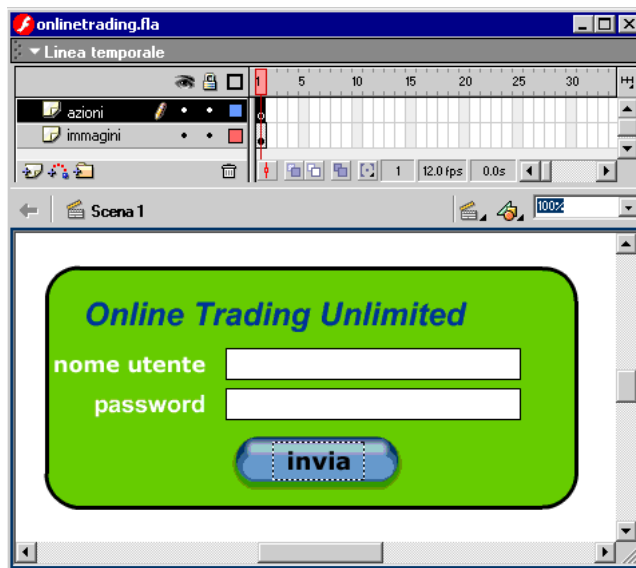 onlinetrading.fla
Linea temporale
1 5 10 15 20 25 30
azioni
immagini
1 12.0 fps 0.0s
Scena 1 100%
Online Trading Unlimited
nome utente
password
invia